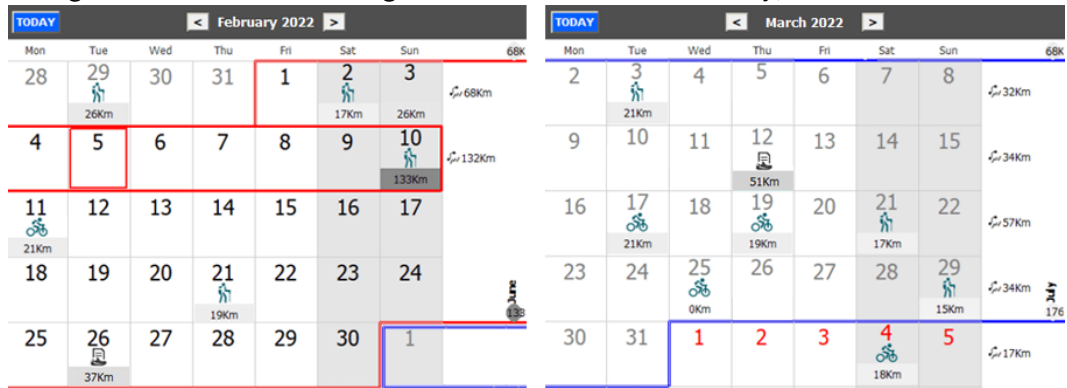 TODAY < February 2022 >
Mon Tue Wed Thu Fri Sat Sun 68K
28 29 30 31 1 2 3
68Km
26Km 17Km 26Km
4 5 6 7 8 9 10
132Km
133Km
11 12 13 14 15 16 17
21Km
18 19 20 21 22 23 24
June
19Km 133
25 26 27 28 29 30 1
37Km
TODAY < March 2022 >
Mon Tue Wed Thu Fri Sat Sun 68K
2 3 4 5 6 7 8
32Km
21Km
9 10 11 12 13 14 15
34Km
51Km
16 17 18 19 20 21 22
57Km
21Km 19Km 17Km
23 24 25 26 27 28 29
34Km July
0Km 15Km 176
30 31 1 2 3 4 5
17Km
18Km